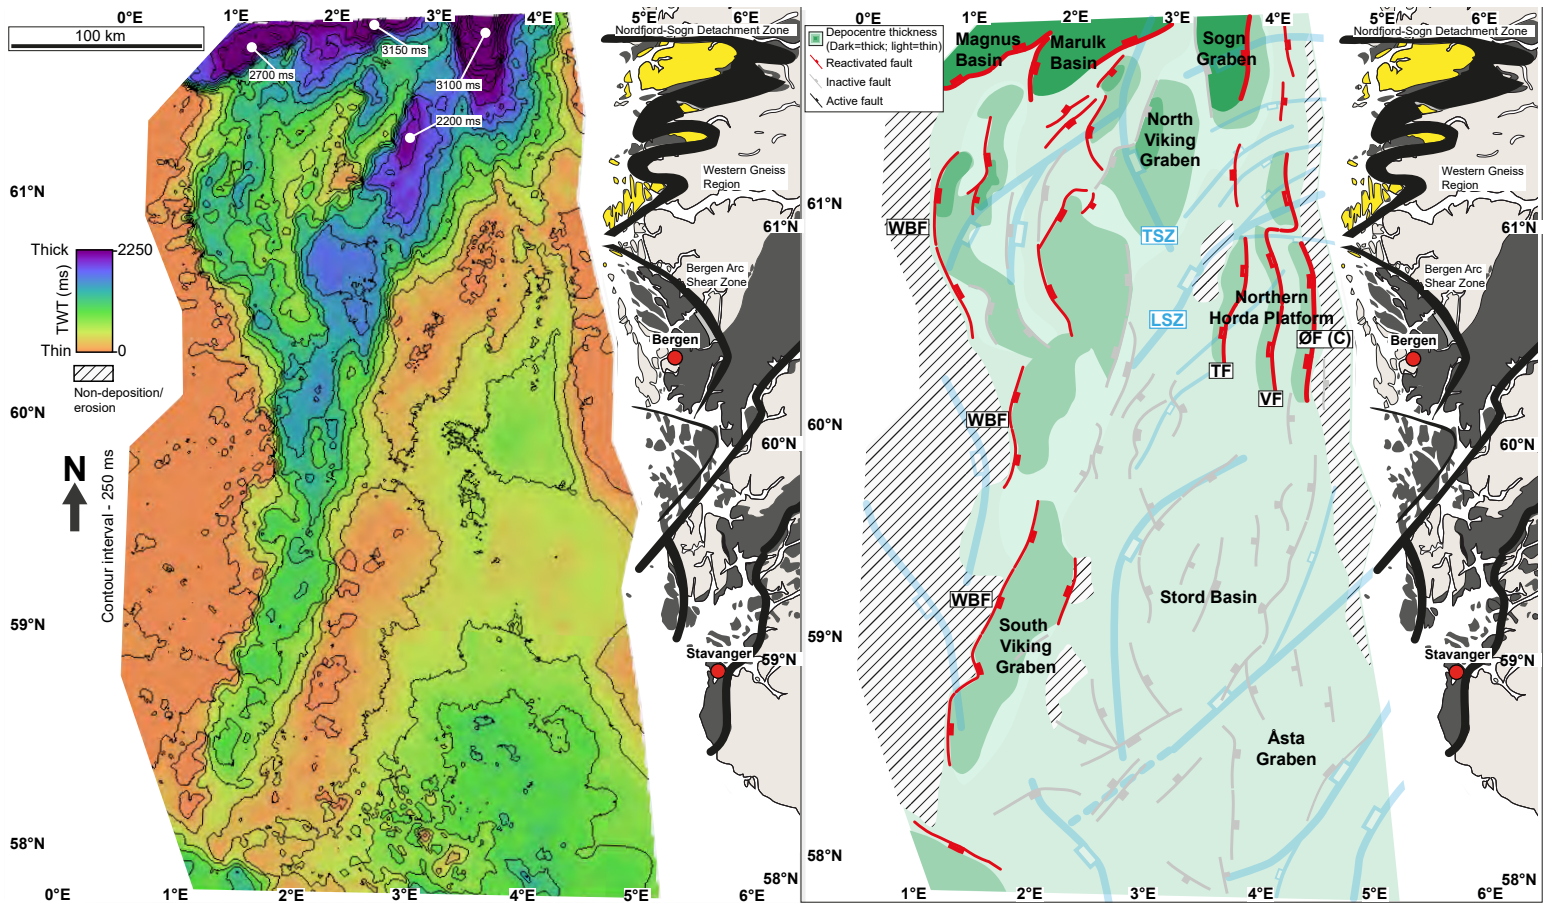 0°E 1°E 2°E 3°E 4°E 5°E 6°E
100 km
Nordfjord-Sogn Detachment Zone
3150 ms
2700 ms
3100 ms
2200 ms
Western Gneiss
Region
61°N
61°N
Thick
2250
TWT (ms)
Thin
0
Non-deposition/
erosion
Bergen Arc
Shear Zone
Bergen
60°N
60°N
N
Contour interval - 250 ms
59°N
Stavanger
59°N
58°N
58°N
0°E 1°E 2°E 3°E 4°E 5°E 6°E
0°E 1°E 2°E 3°E 4°E 5°E 6°E
Depocentre thickness
(Dark=thick; light=thin)
Reactivated fault
Inactive fault
Active fault
Magnus
Basin
Marulk
Basin
Sogn
Graben
Nordfjord-Sogn Detachment Zone
North
Viking
Graben
Western Gneiss
Region
61°N
WBF
TSZ
61°N
Bergen Arc
Shear Zone
Northern
Horda Platform
LSZ
ØF (C)
Bergen
TF
VF
WBF
60°N
60°N
WBF
Stord Basin
South
Viking
Graben
59°N
Stavanger
59°N
Åsta
Graben
58°N
58°N
1°E 2°E 3°E 4°E 5°E 6°E